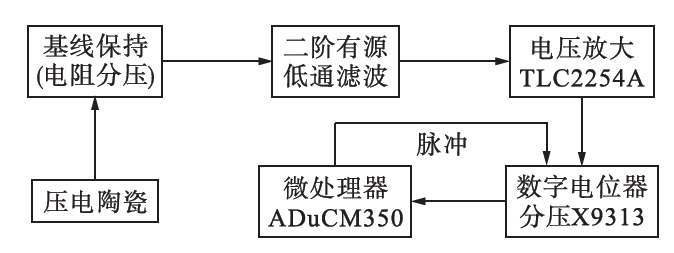 基线保持
(电阻分压)
二阶有源
低通滤波
电压放大
TLC2254A
脉冲
压电陶瓷
微处理器
ADuCM350
数字电位器
分压X9313